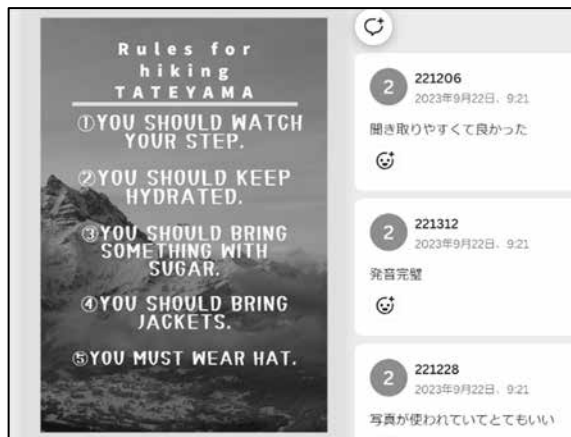 Rules for
hiking
TATEYAMA
①YOU SHOULD WATCH
YOUR STEP.
②YOU SHOULD KEEP
HYDRATED.
③YOU SHOULD BRING
SOMETHING WITH
SUGAR.
④YOU SHOULD BRING
JACKETS.
⑤YOU MUST WEAR HAT.
2
221206
2023年9月22日、9:21
聞き取りやすくて良かった
2
221312
2023年9月22日、9:21
発音完璧
2
221228
2023年9月22日、9:21
写真が使われていてとてもいい